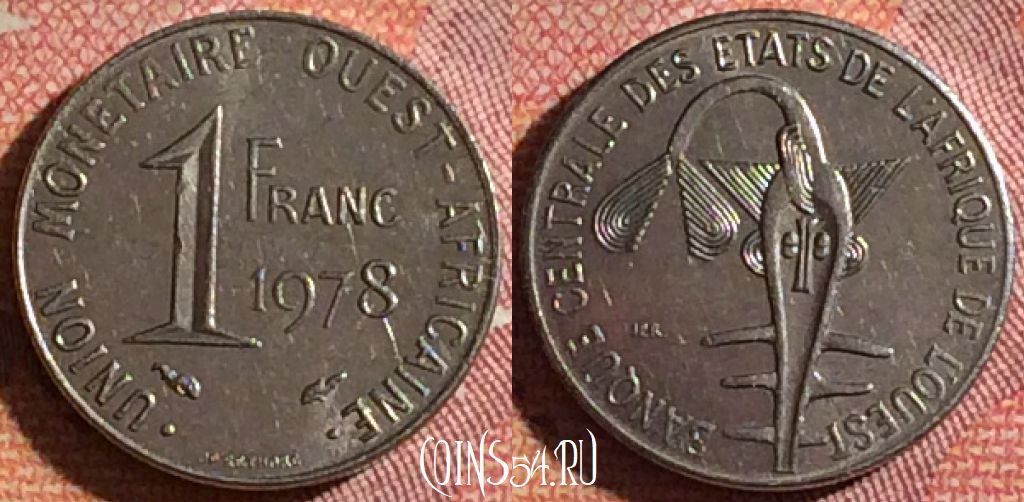 · UNION MONETAIRE OUEST-AFRICAINE ·
1 FRANC
1978
BANQUE CENTRALE DES ETATS DE L'AFRIQUE DE L'OUEST
COINS54.RU